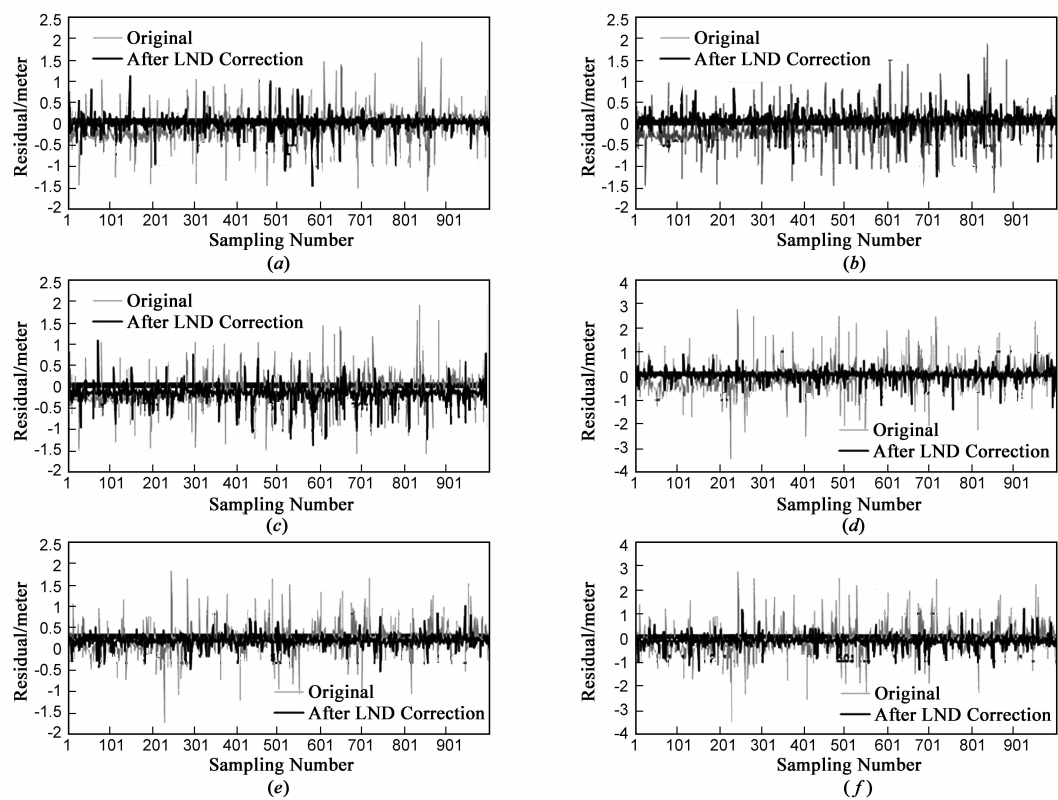 2.5
2
1.5
1
0.5
0
-0.5
-1
-1.5
-2
Residual/meter
Original
After LND Correction
1 101 201 301 401 501 601 701 801 901
Sampling Number
(a)
2.5
2
1.5
1
0.5
0
-0.5
-1
-1.5
-2
Residual/meter
Original
After LND Correction
1 101 201 301 401 501 601 701 801 901
Sampling Number
(b)
2.5
2
1.5
1
0.5
0
-0.5
-1
-1.5
-2
Residual/meter
Original
After LND Correction
1 101 201 301 401 501 601 701 801 901
Sampling Number
(c)
4
3
2
1
0
-1
-2
-3
-4
Residual/meter
Original
After LND Correction
1 101 201 301 401 501 601 701 801 901
Sampling Number
(d)
2.5
2
1.5
1
0.5
0
-0.5
-1
-1.5
-2
Residual/meter
Original
After LND Correction
1 101 201 301 401 501 601 701 801 901
Sampling Number
(e)
4
3
2
1
0
-1
-2
-3
-4
Residual/meter
Original
After LND Correction
1 101 201 301 401 501 601 701 801 901
Sampling Number
(f)